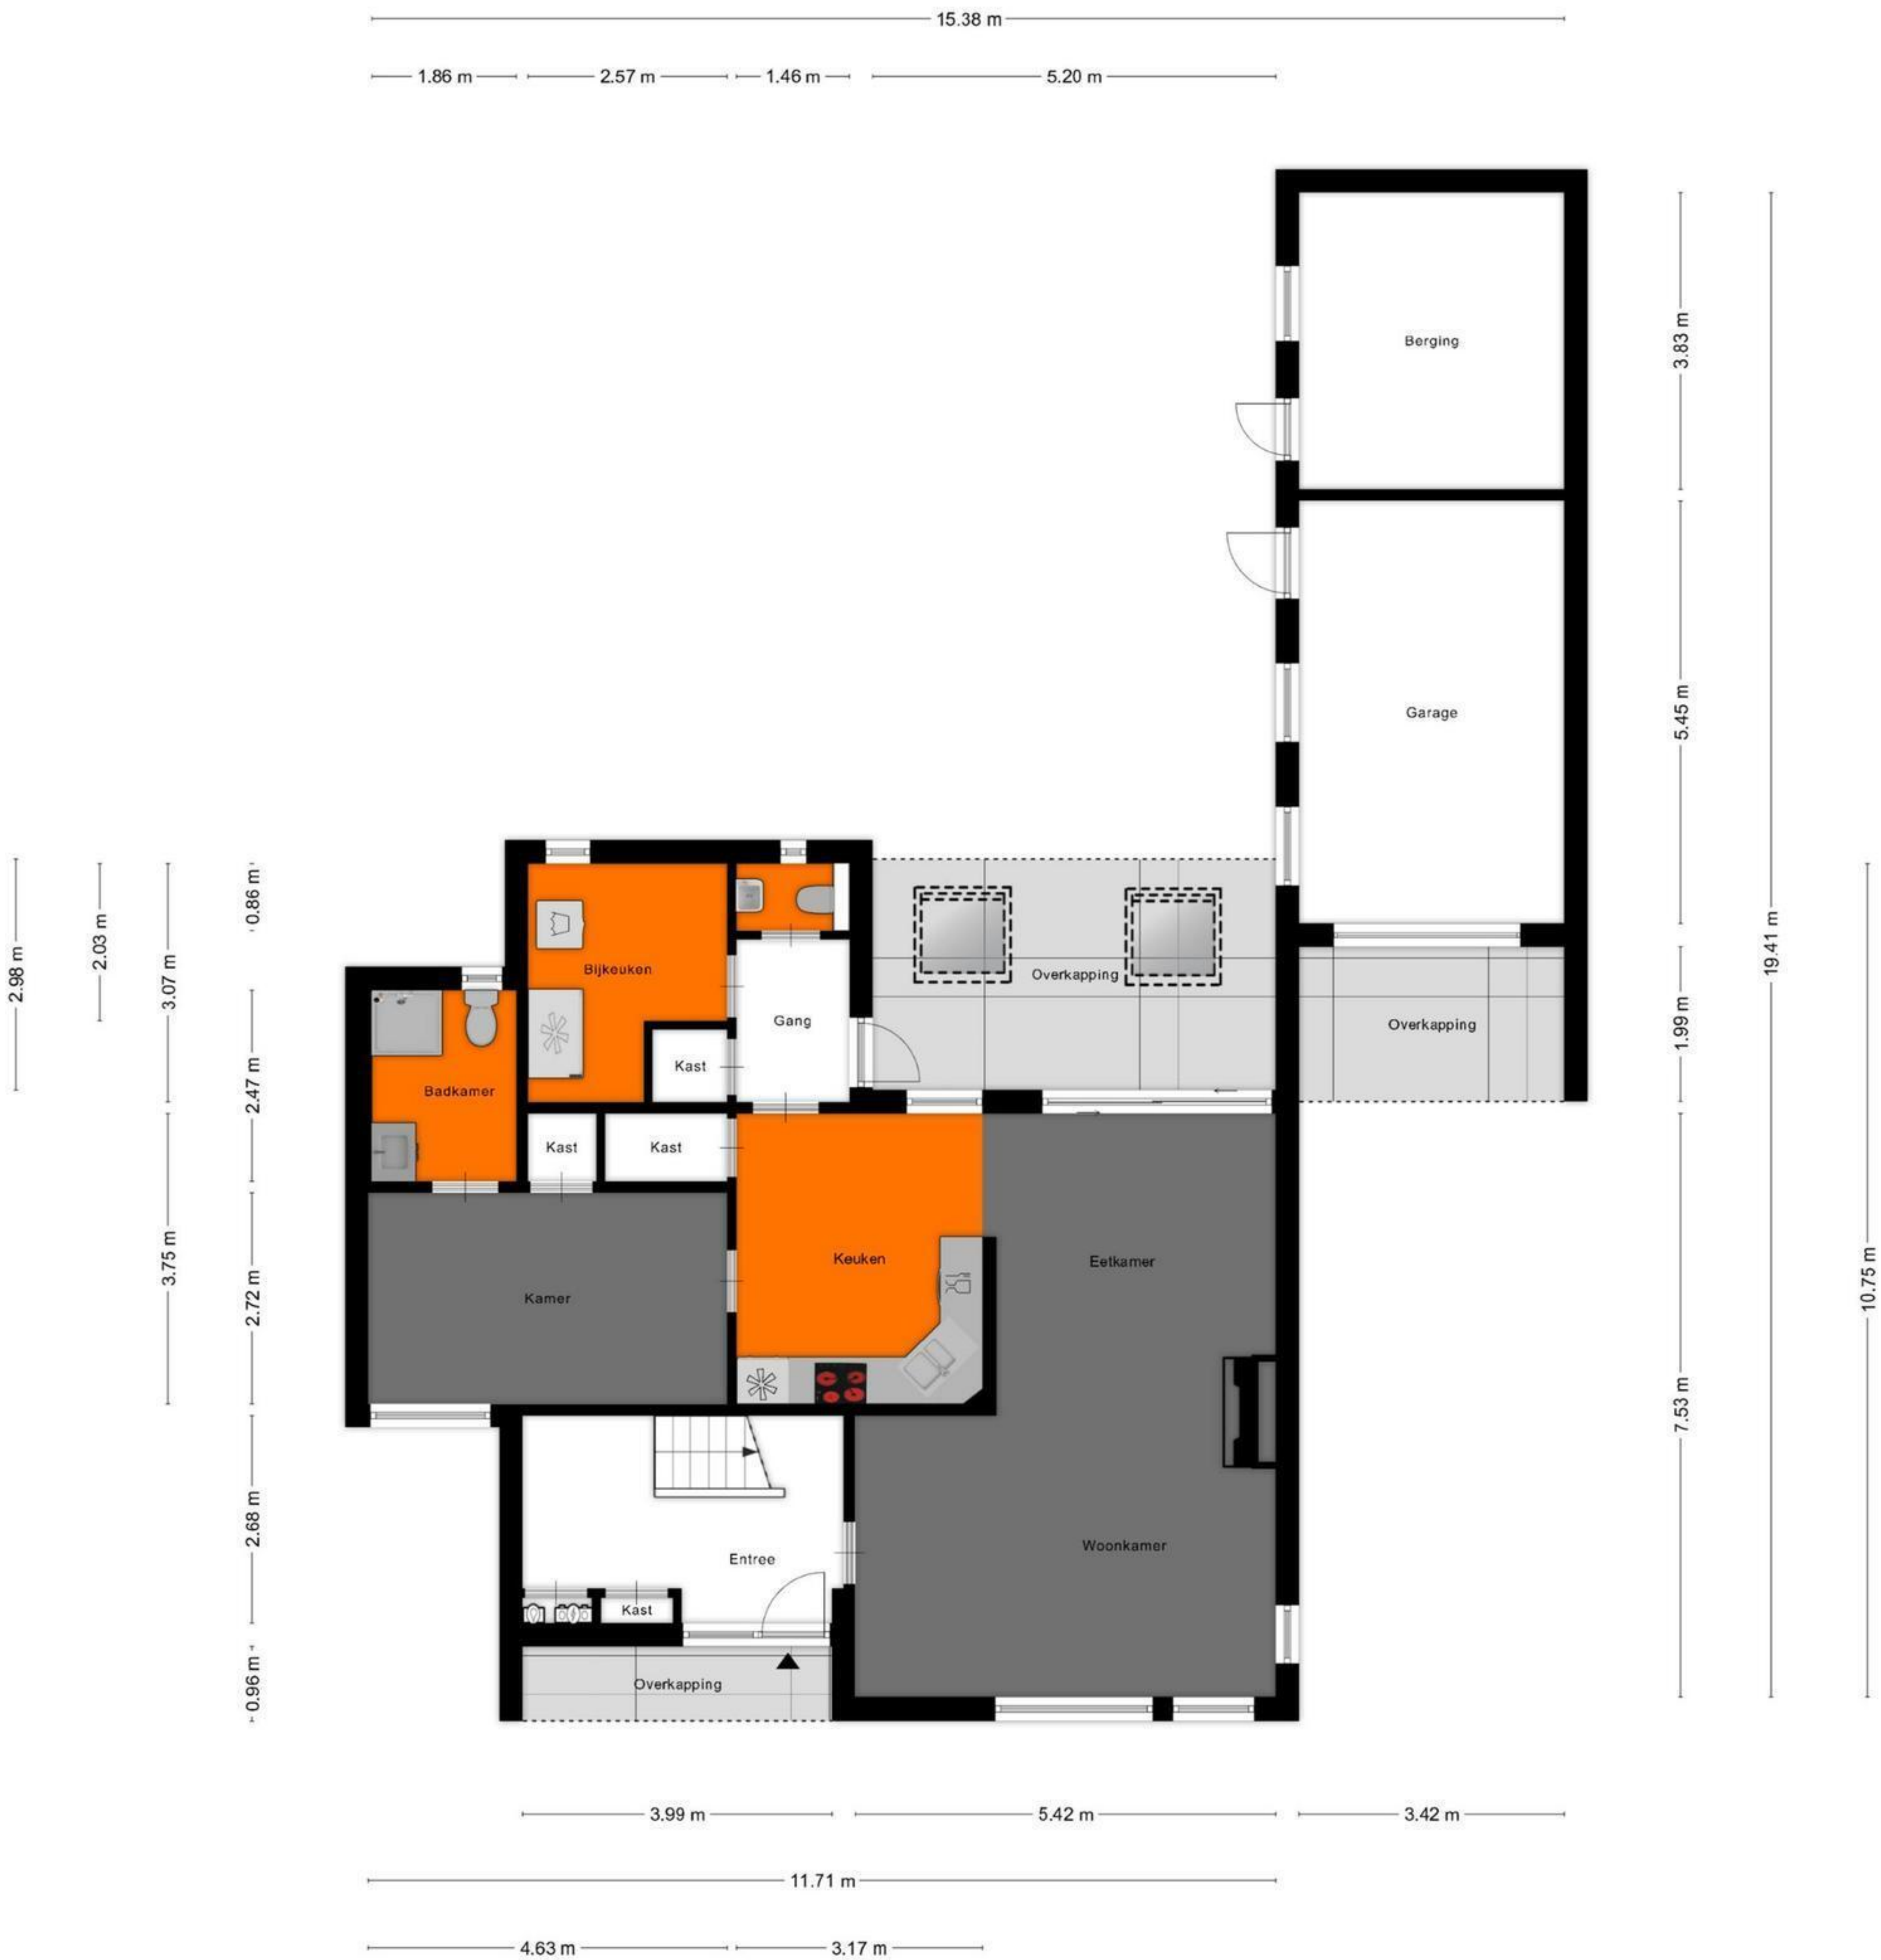 15.38 m
1.86 m
2.57 m
1.46 m
5.20 m
Berging
3.83 m
Garage
5.45 m
19.41 m
2.98 m
2.03 m
3.07 m
0.86 m
Bijkeuken
Overkapping
Gang
Overkapping
1.99 m
Kast
Badkamer
2.47 m
Kast
Kast
3.75 m
Keuken
Eetkamer
10.75 m
Kamer
2.72 m
7.53 m
2.68 m
Entree
Woonkamer
Kast
Overkapping
0.96 m
3.99 m
5.42 m
3.42 m
11.71 m
4.63 m
3.17 m